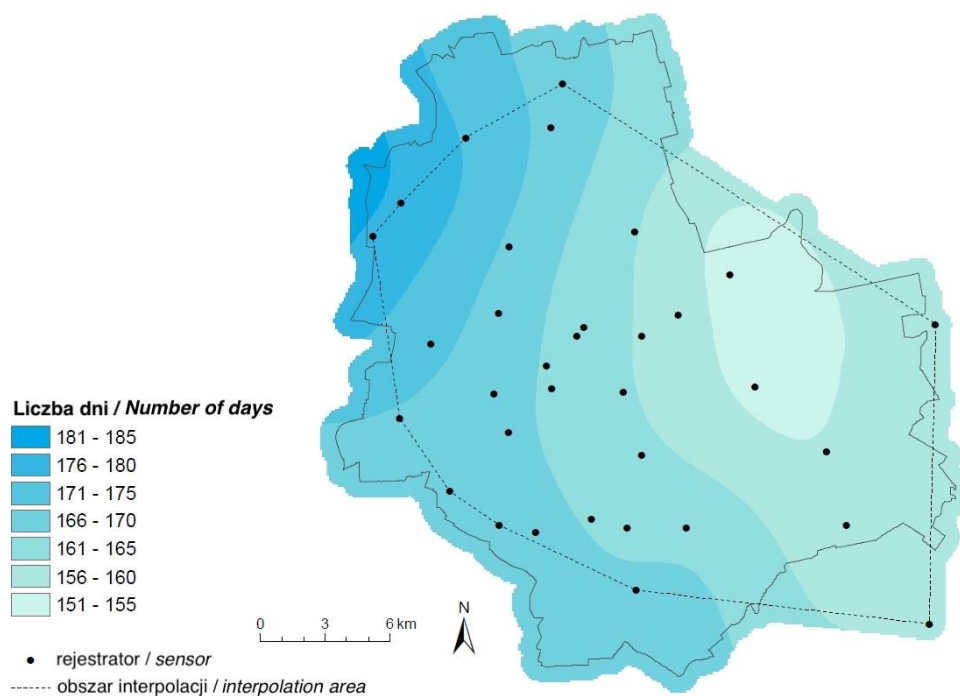 Liczba dni / Number of days
181 - 185
176 - 180
171 - 175
166 - 170
161 - 165
156 - 160
151 - 155
rejestrator / sensor
obszar interpolacji / interpolation area
0 3 6 km
N